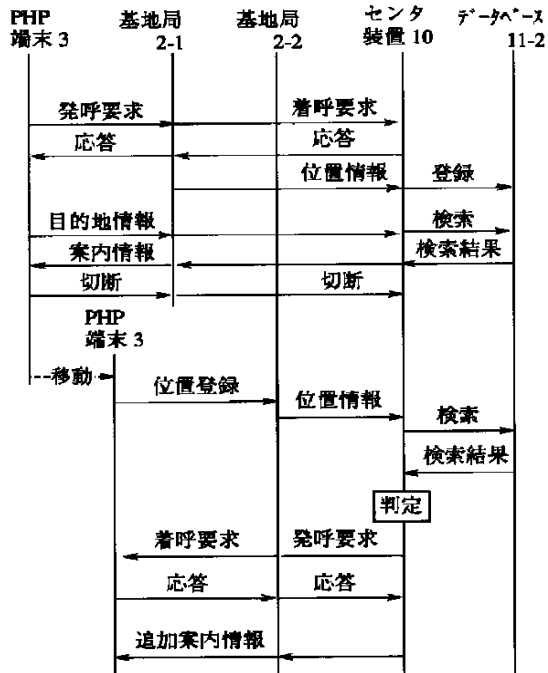 PHP 端末 3
基地局 2-1
基地局 2-2
センタ 装置 10
データベース 11-2
発呼要求
着呼要求
応答
応答
位置情報
登録
目的地情報
検索
案内情報
検索結果
切断
切断
PHP 端末 3
移動
位置登録
位置情報
検索
検索結果
判定
着呼要求
発呼要求
応答
応答
追加案内情報